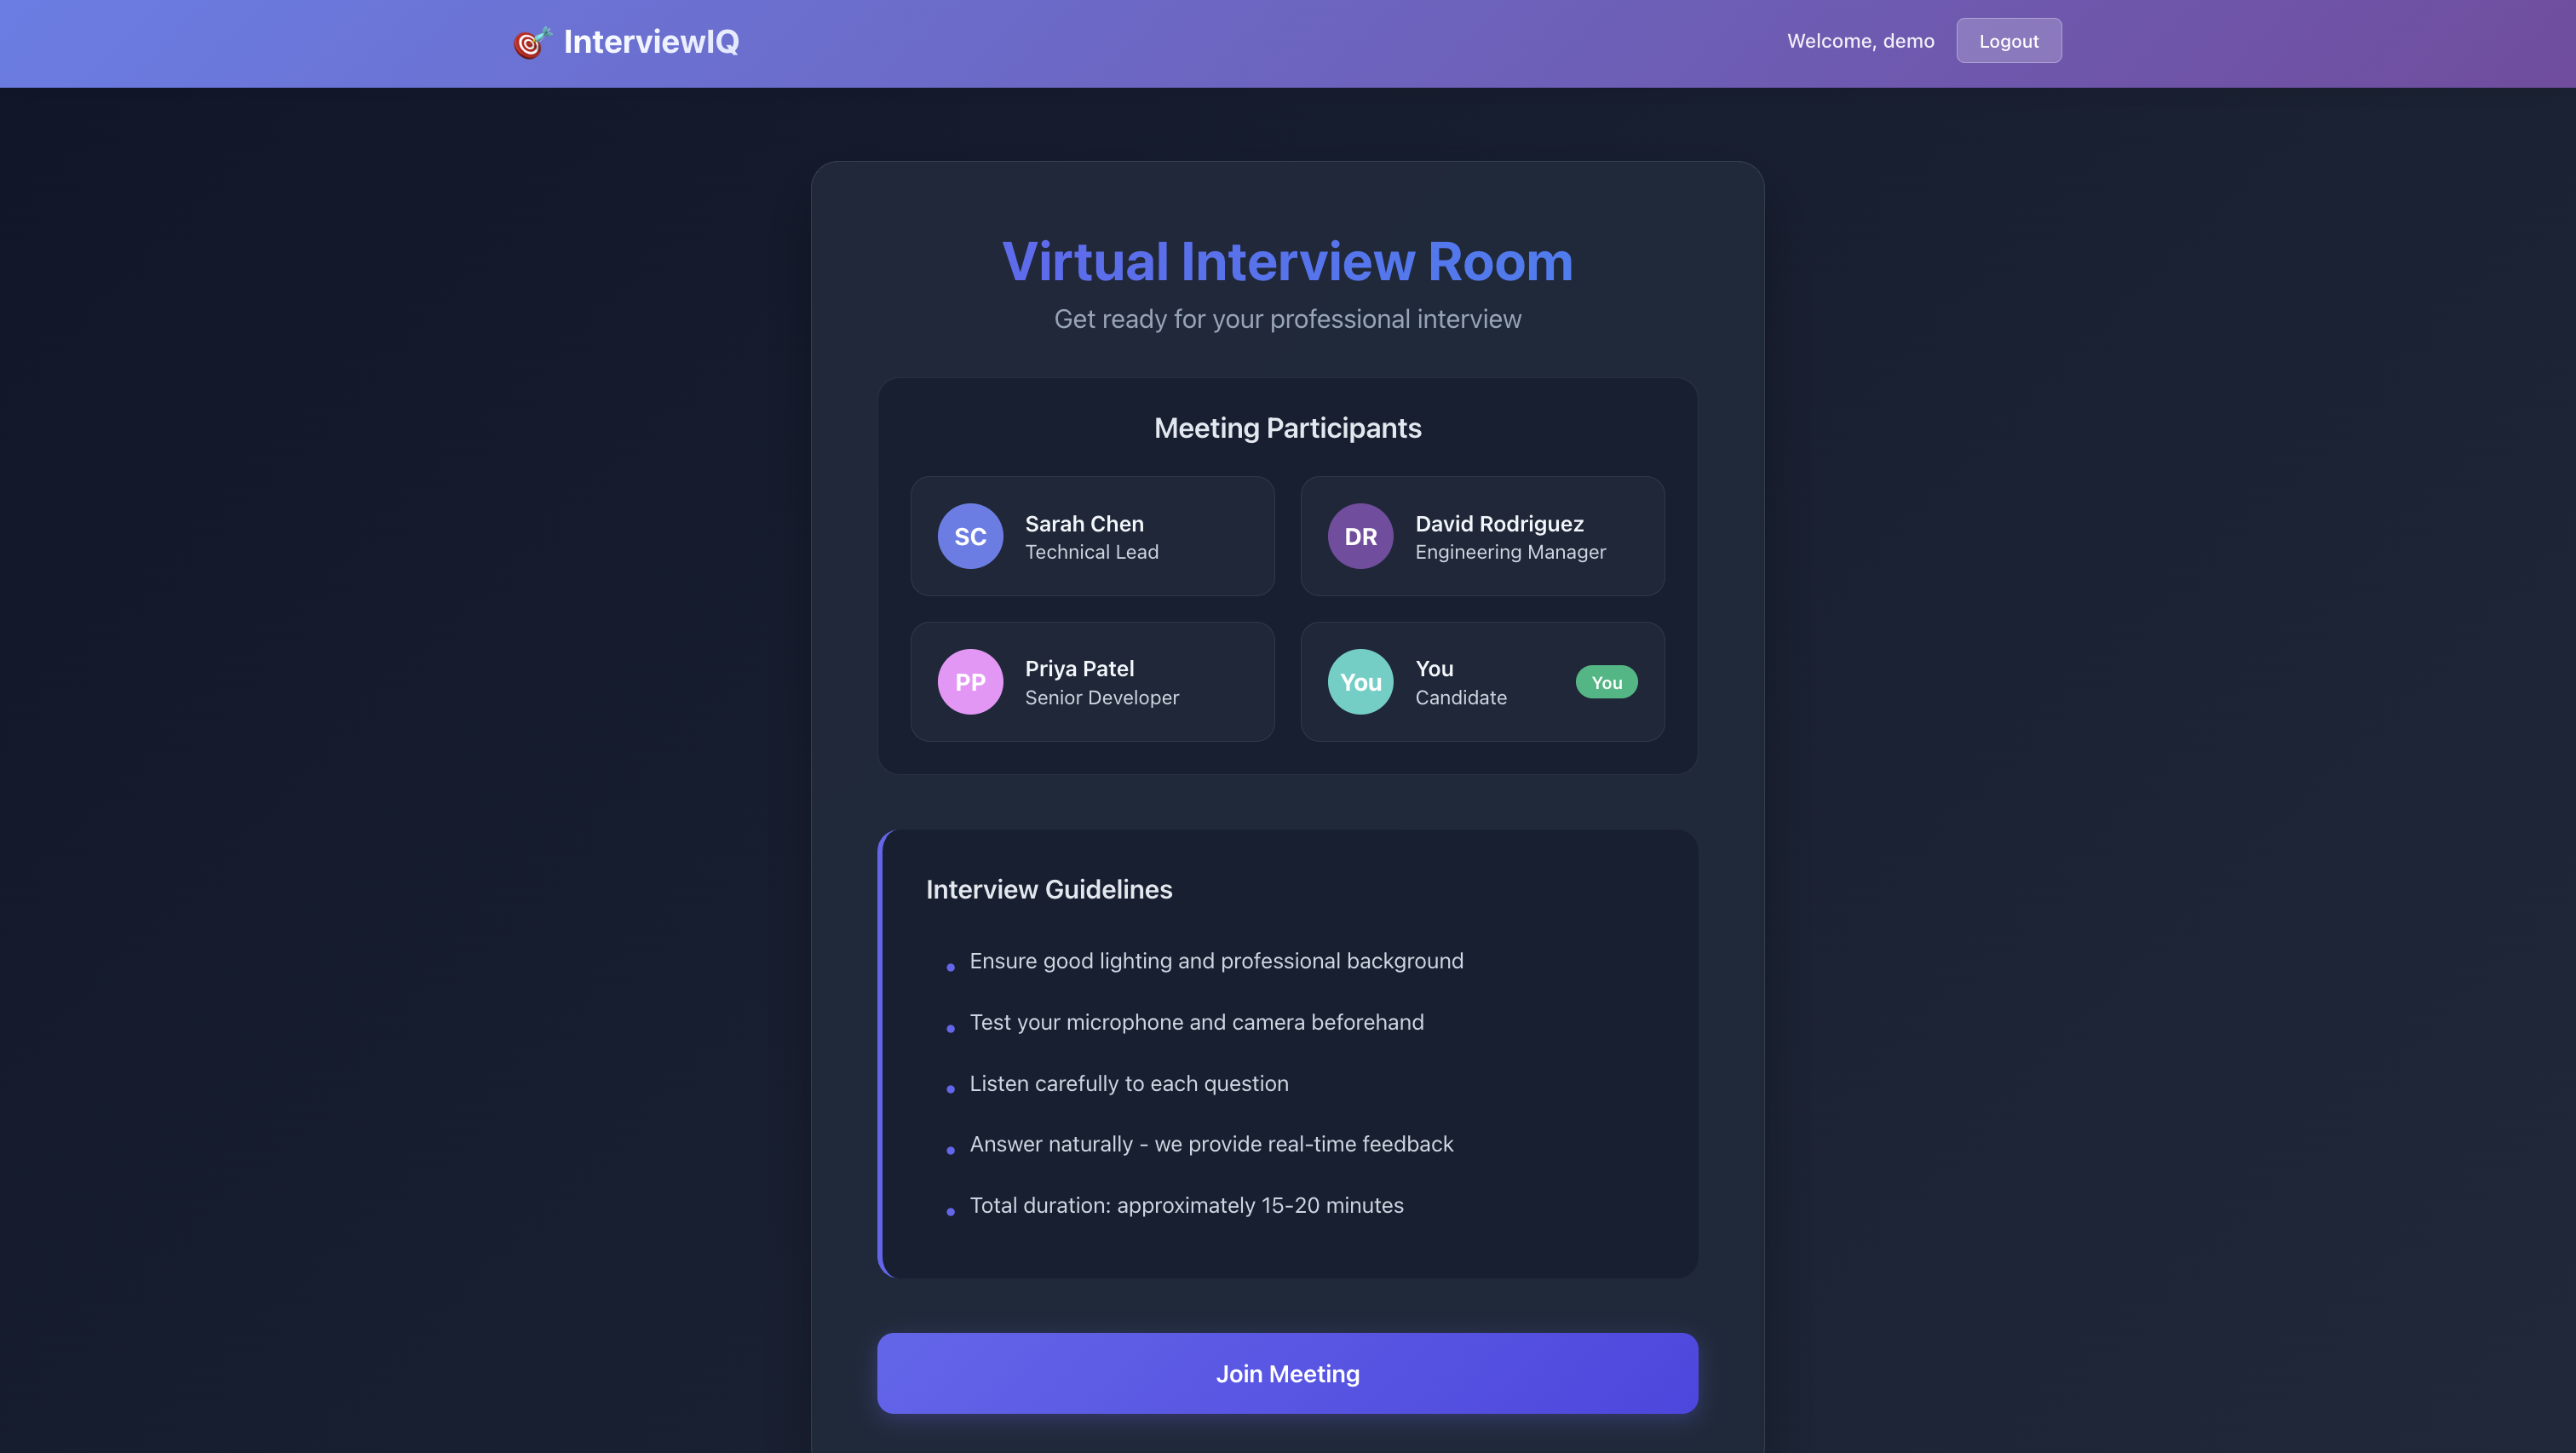 InterviewIQ
Welcome, demo
Logout
Virtual Interview Room
Get ready for your professional interview
Meeting Participants
SC
Sarah Chen
Technical Lead
DR
David Rodriguez
Engineering Manager
PP
Priya Patel
Senior Developer
You
You
Candidate
You
Interview Guidelines
Ensure good lighting and professional background
Test your microphone and camera beforehand
Listen carefully to each question
Answer naturally - we provide real-time feedback
Total duration: approximately 15-20 minutes
Join Meeting